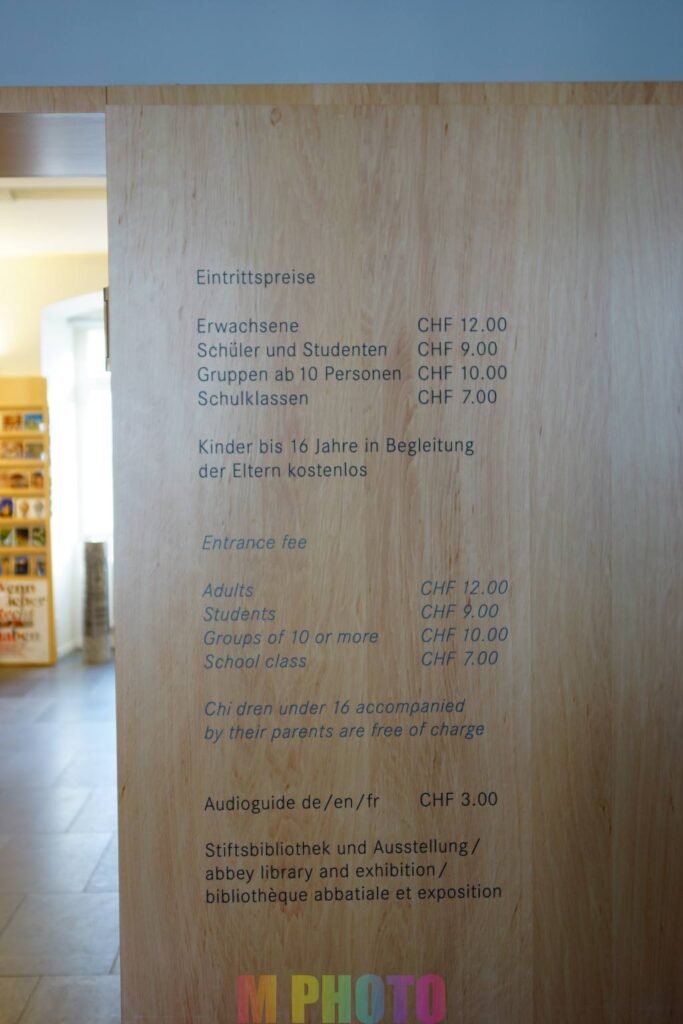 Eintrittspreise
Erwachsene CHF 12.00
Schüler und Studenten CHF 9.00
Gruppen ab 10 Personen CHF 10.00
Schulklassen CHF 7.00
Kinder bis 16 Jahre in Begleitung
der Eltern kostenlos
Entrance fee
Adults CHF 12.00
Students CHF 9.00
Groups of 10 or more CHF 10.00
School class CHF 7.00
Chi dren under 16 accompanied
by their parents are free of charge
Audioguide de/en/fr CHF 3.00
Stiftsbibliothek und Ausstellung/
abbey library and exhibition/
bibliothèque abbatiale et exposition
M PHOTO